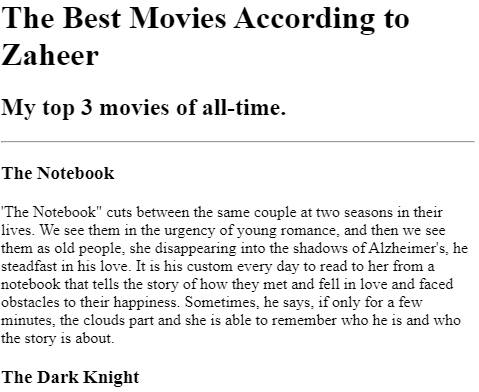 The Best Movies According to
Zaheer
My top 3 movies of all-time.
The Notebook
'The Notebook" cuts between the same couple at two seasons in their
lives. We see them in the urgency of young romance, and then we see
them as old people, she disappearing into the shadows of Alzheimer's, he
steadfast in his love. It is his custom every day to read to her from a
notebook that tells the story of how they met and fell in love and faced
obstacles to their happiness. Sometimes, he says, if only for a few
minutes, the clouds part and she is able to remember who he is and who
the story is about.
The Dark Knight